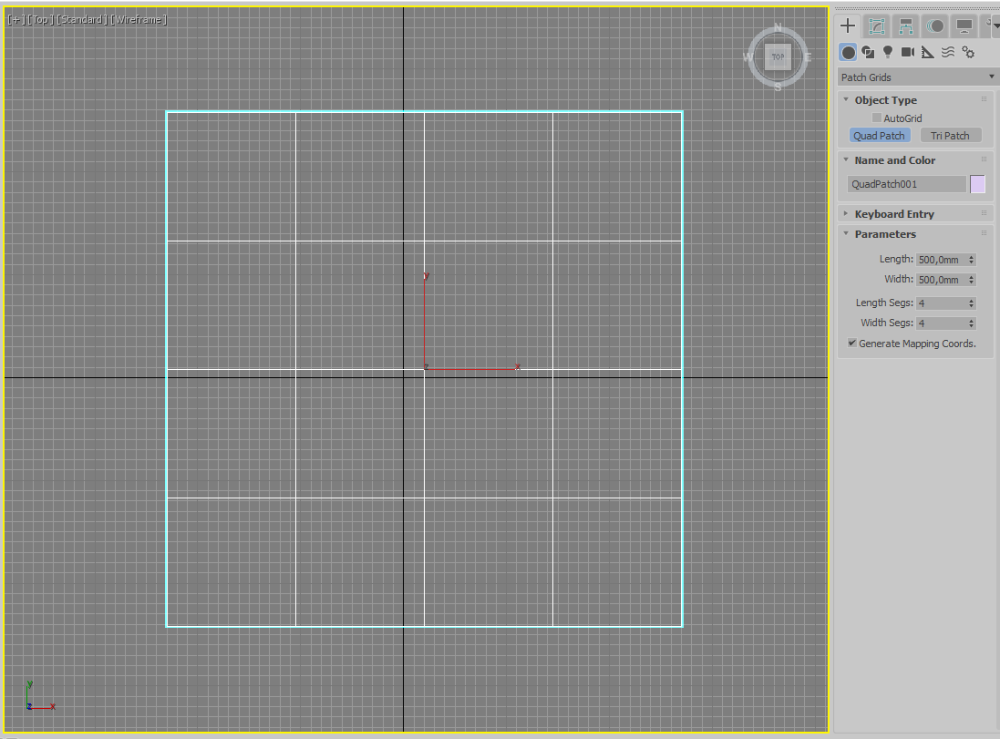 [+] [Top] [Standard] [Wireframe]
N
W TOP E
S
Patch Grids
Object Type
AutoGrid
Quad Patch Tri Patch
Name and Color
QuadPatch001
Keyboard Entry
Parameters
Length: 500,0mm
Width: 500,0mm
Length Segs: 4
Width Segs: 4
Generate Mapping Coords.
y
z x
y
z x